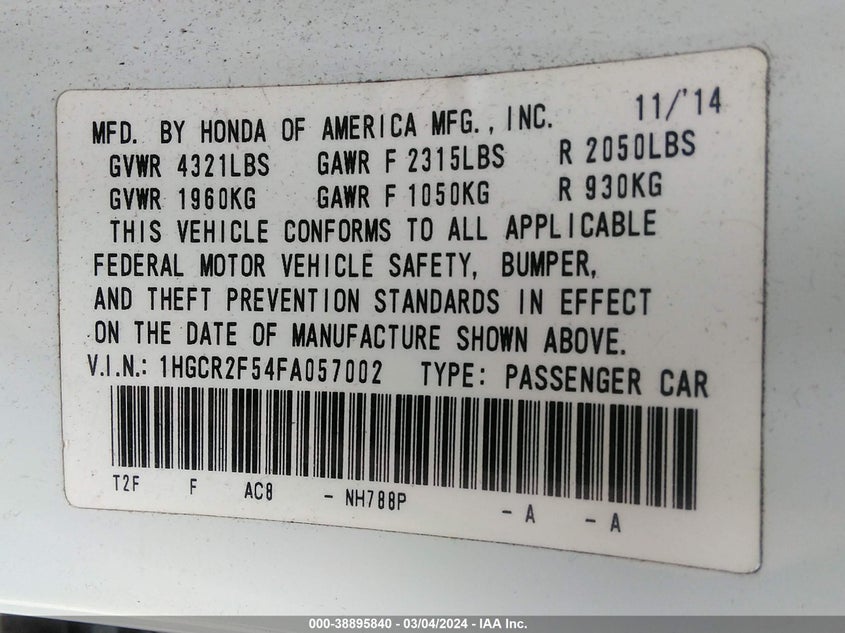 MFD. BY HONDA OF AMERICA MFG., INC. 11/'14
GVWR 4321LBS GAWR F 2315LBS R 2050LBS
GVWR 1960KG GAWR F 1050KG R 930KG
THIS VEHICLE CONFORMS TO ALL APPLICABLE
FEDERAL MOTOR VEHICLE SAFETY, BUMPER,
AND THEFT PREVENTION STANDARDS IN EFFECT
ON THE DATE OF MANUFACTURE SHOWN ABOVE.
V.I.N.: 1HGCR2F54FA057002 TYPE: PASSENGER CAR
T2F F AC8 - NH788P - A - A
000-38895840 - 03/04/2024 - IAA Inc.